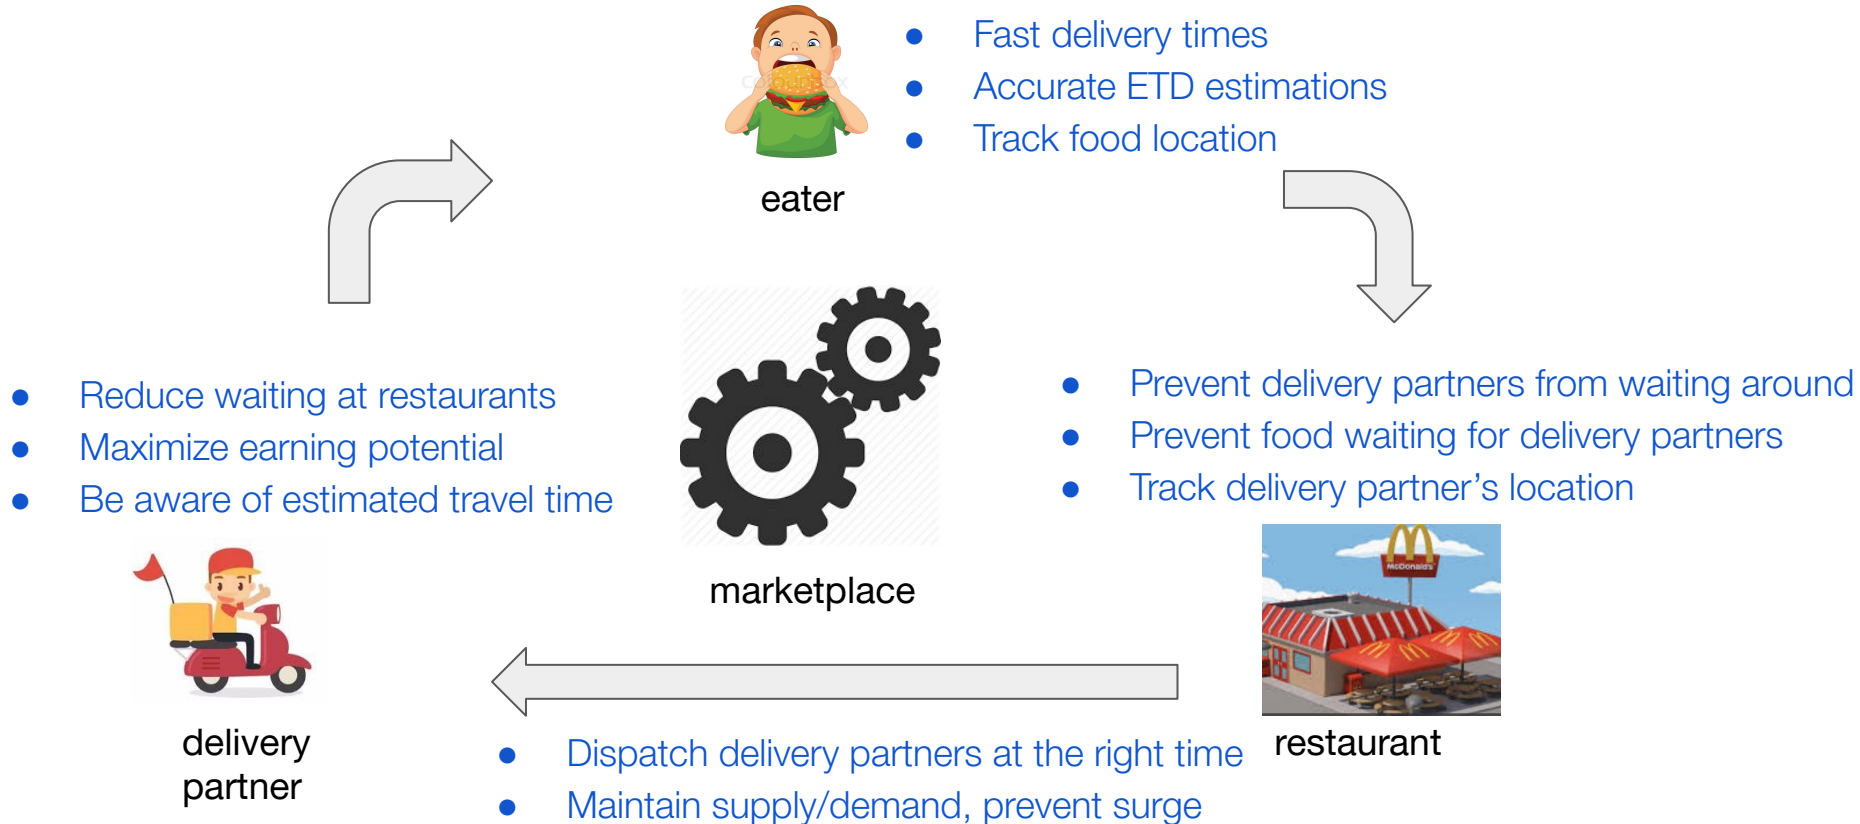 ● Fast delivery times
● Accurate ETD estimations
● Track food location
eater
● Reduce waiting at restaurants
● Maximize earning potential
● Be aware of estimated travel time
● Prevent delivery partners from waiting around
● Prevent food waiting for delivery partners
● Track delivery partner’s location
marketplace
McDonald's
delivery
partner
restaurant
● Dispatch delivery partners at the right time
● Maintain supply/demand, prevent surge